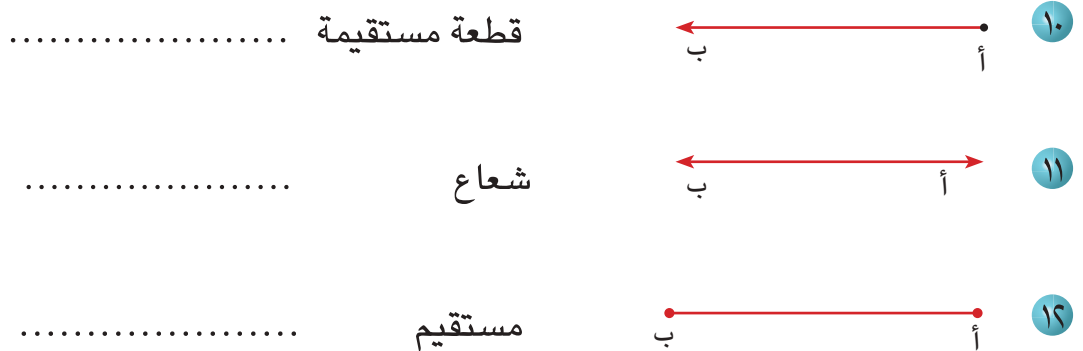 ١٠ أ ب قطعة مستقيمة .....................
١١ أ ب شعاع .....................
١٢ أ ب مستقيم .....................